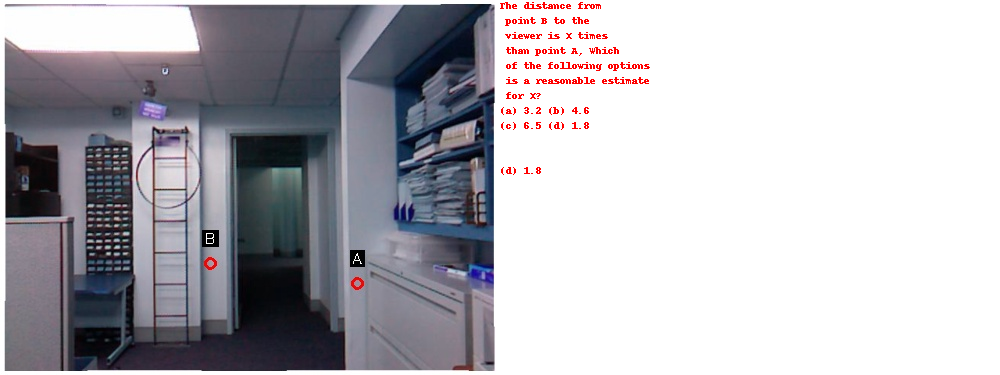 The distance from
point B to the
viewer is X times
than point A, Which
of the following options
is a reasonable estimate
for X?
(a) 3.2 (b) 4.6
(c) 6.5 (d) 1.8
(d) 1.8
B
A